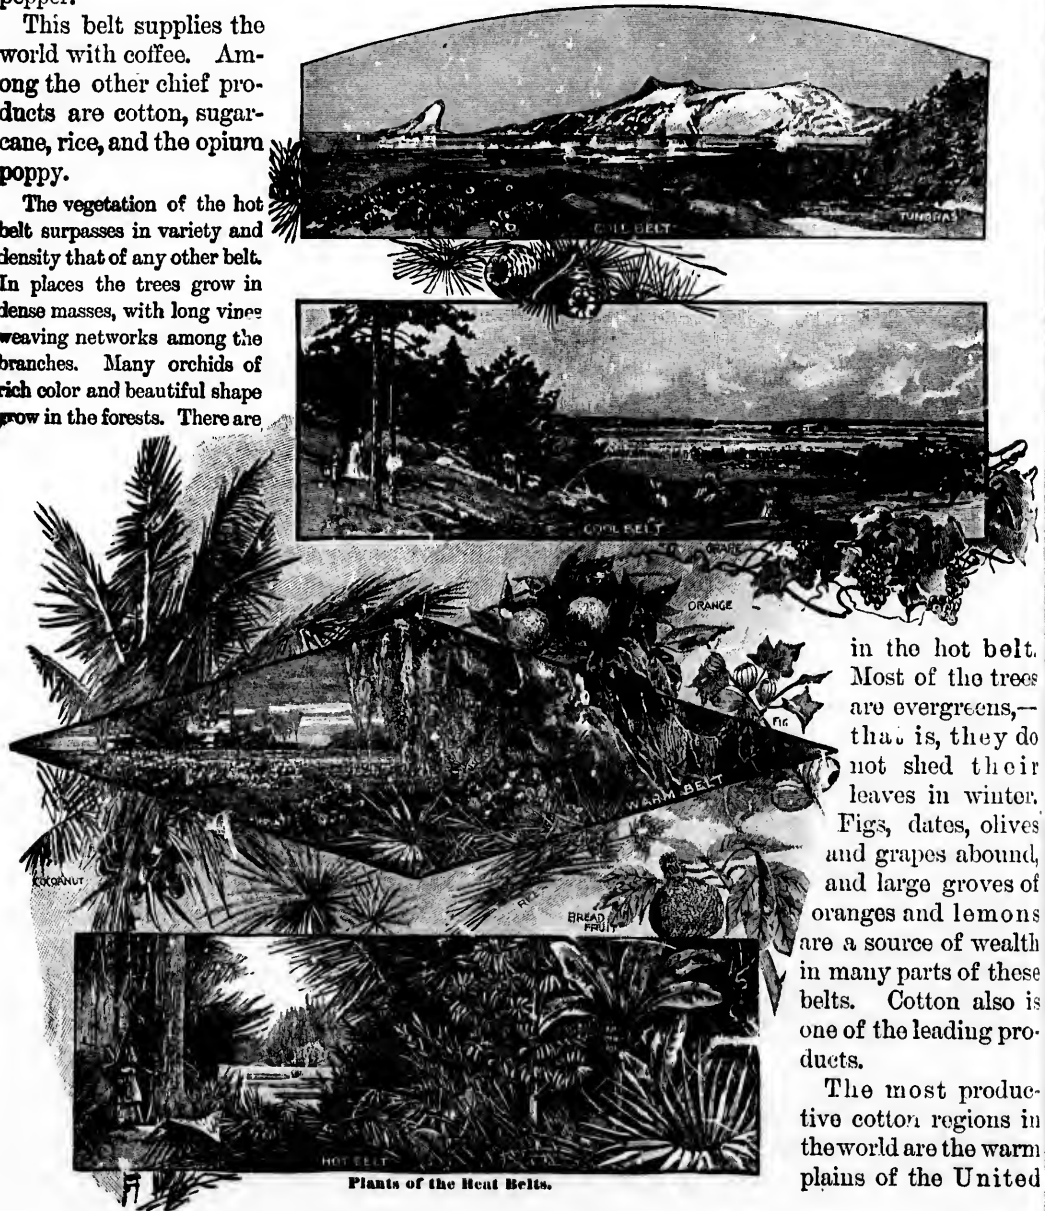 pepper.
This belt supplies the
world with coffee. Am-
ong the other chief pro-
ducts are cotton, sugar-
cane, rice, and the opium
poppy.
The vegetation of the hot
belt surpasses in variety and
density that of any other belt.
In places the trees grow in
dense masses, with long vines
weaving networks among the
branches. Many orchids of
rich color and beautiful shape
grow in the forests. There are
TUNDRAS
COLD BELT
COOL BELT
GRAPE
ORANGE
FIG
WARM BELT
COCOANUT
RICE
BREAD
FRUIT
HOT BELT
Plants of the Heat Belts.
in the hot belt.
Most of the trees
are evergreens,—
that is, they do
not shed their
leaves in winter.
Figs, dates, olives
and grapes abound,
and large groves of
oranges and lemons
are a source of wealth
in many parts of these
belts. Cotton also is
one of the leading pro-
ducts.
The most produc-
tive cotton regions in
the world are the warm
plains of the United